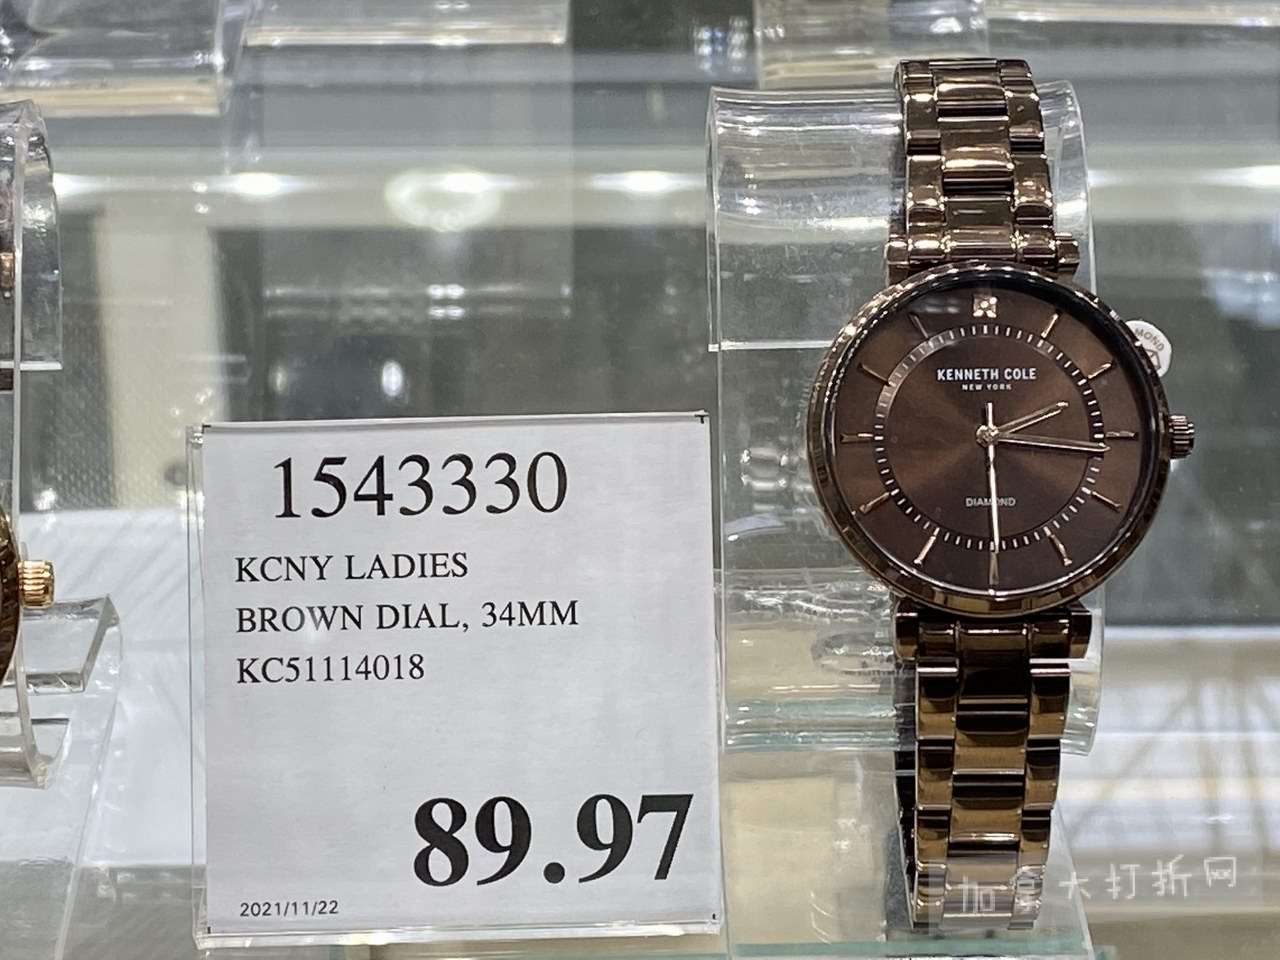 1543330
KCNY LADIES
BROWN DIAL, 34MM
KC51114018
89.97
2021/11/22
KENNETH COLE
NEW YORK
DIAMOND
MOND
加拿大打折网